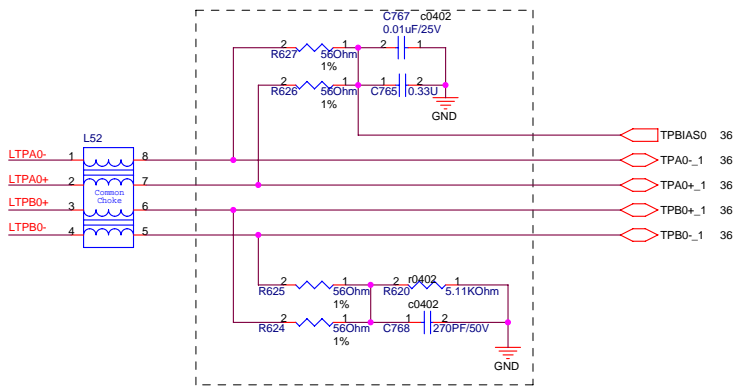 C767 c0402
0.01uF/25V
2 1 2 1
R627 56Ohm
1%
2 1 1 2
R626 56Ohm C765 0.33U
1%
GND
L52
TPBIAS0 36
LTPA0- 1 8 TPA0-_1 36
LTPA0+ 2 7 TPA0+_1 36
Common
Choke
LTPB0+ 3 6 TPB0+_1 36
LTPB0- 4 5 TPB0-_1 36
2 1 2 r0402 1
R625 56Ohm R620 5.11KOhm
1% c0402
2 1 1 2
R624 56Ohm C768 270PF/50V
1%
GND